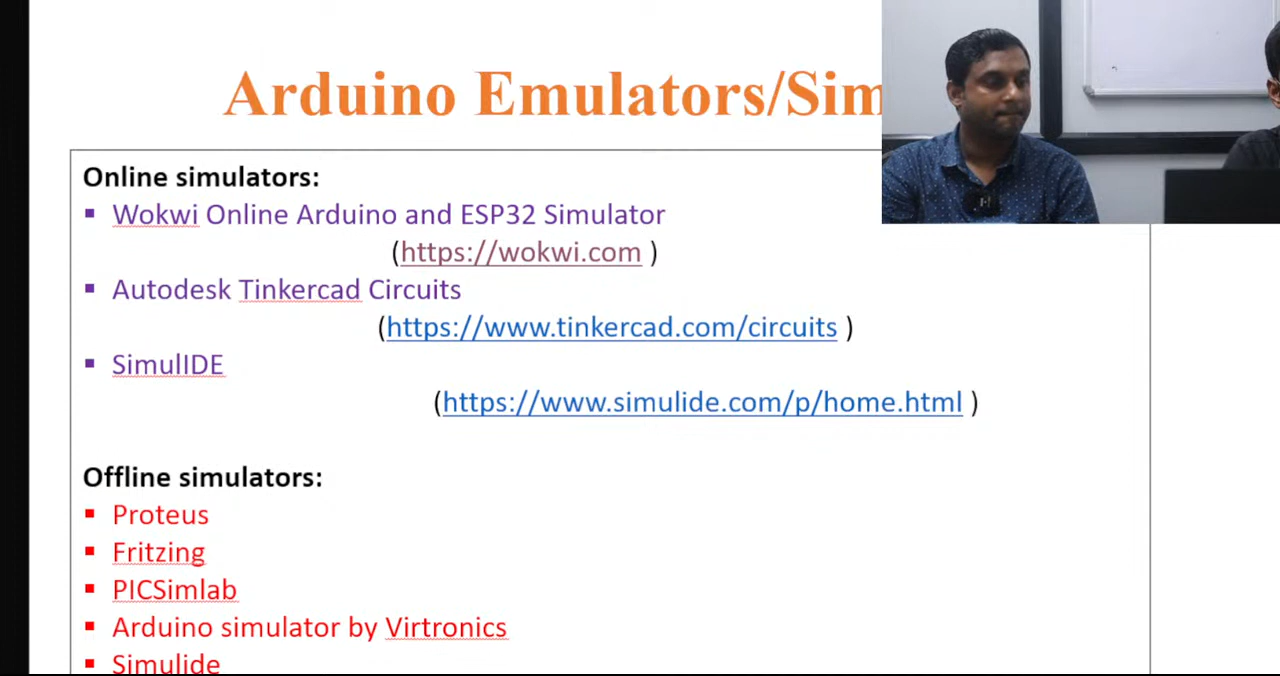 Arduino Emulators/Sim
Online simulators:
▪ Wokwi Online Arduino and ESP32 Simulator
(https://wokwi.com )
▪ Autodesk Tinkercad Circuits
(https://www.tinkercad.com/circuits )
▪ SimulIDE
(https://www.simulide.com/p/home.html )
Offline simulators:
▪ Proteus
▪ Fritzing
▪ PICSimlab
▪ Arduino simulator by Virtronics
▪ Simulide